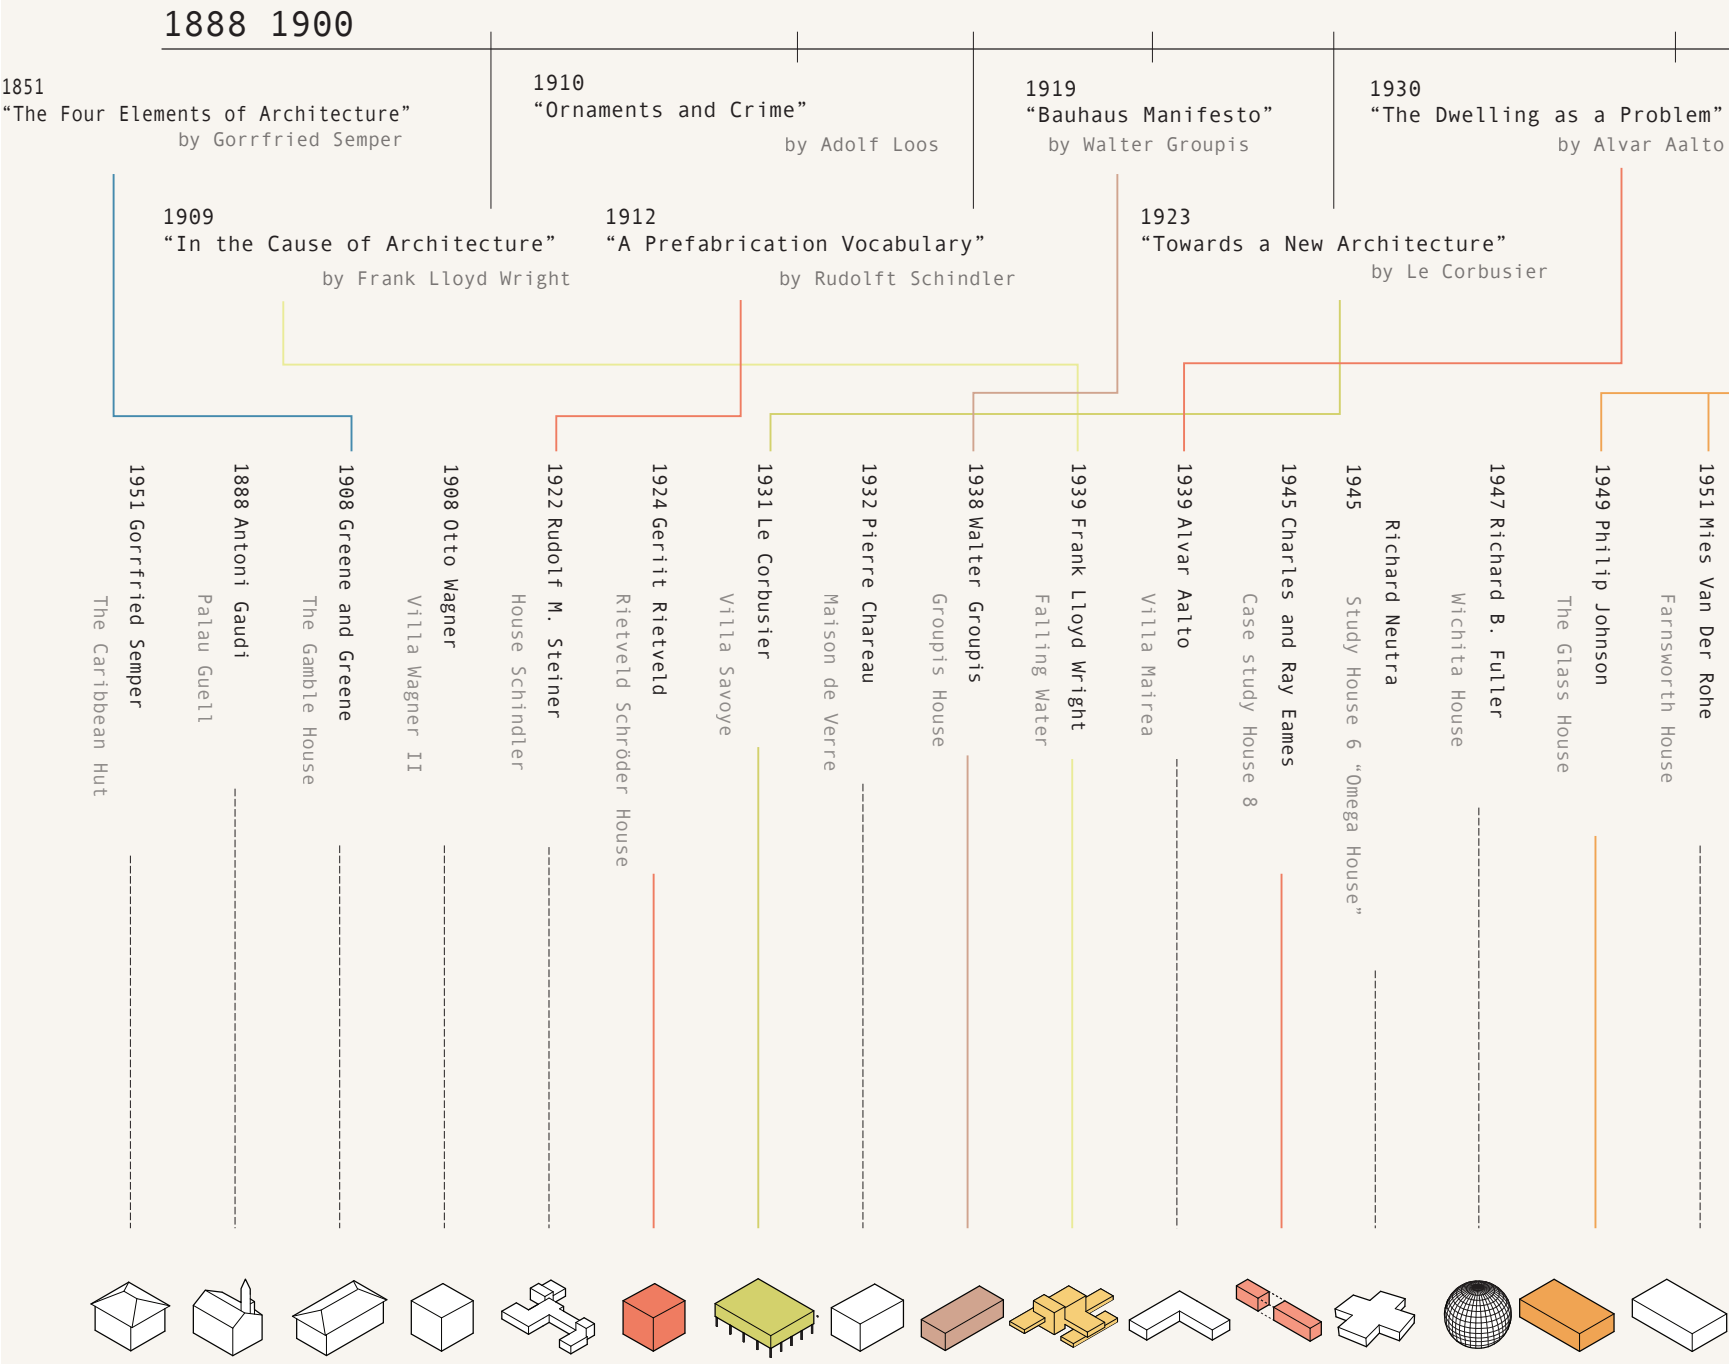 1888 1900
1851
“The Four Elements of Architecture”
by Gorrfried Semper
1910
“Ornaments and Crime”
by Adolf Loos
1919
“Bauhaus Manifesto”
by Walter Groupis
1930
“The Dwelling as a Problem”
by Alvar Aalto
1909
“In the Cause of Architecture”
by Frank Lloyd Wright
1912
“A Prefabrication Vocabulary”
by Rudolft Schindler
1923
“Towards a New Architecture”
by Le Corbusier
1951 Gorrfried Semper
The Caribbean Hut
1888 Antoni Gaudi
Palau Guell
1908 Greene and Greene
The Gamble House
1908 Otto Wagner
Villa Wagner II
1922 Rudolf M. Steiner
House Schindler
1924 Geriit Rietveld
Rietveld Schröder House
1931 Le Corbusier
Villa Savoye
1932 Pierre Chareau
Maison de Verre
1938 Walter Groupis
Groupis House
1939 Frank Lloyd Wright
Falling Water
1939 Alvar Aalto
Villa Mairea
1945 Charles and Ray Eames
Case study House 8
1945
Richard Neutra
Study House 6 “Omega House”
1947 Richard B. Fuller
Wichita House
1949 Philip Johnson
The Glass House
1951 Mies Van Der Rohe
Farnsworth House